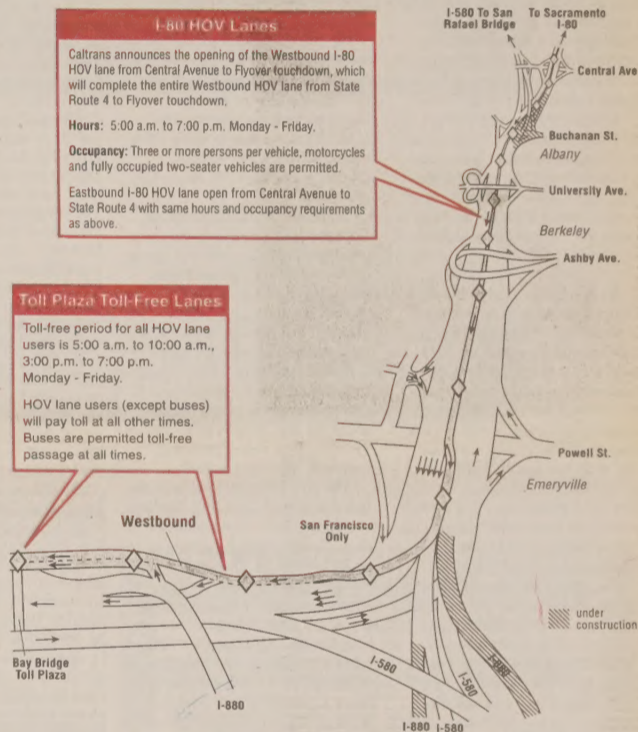 I-80 HOV Lanes
Caltrans announces the opening of the Westbound I-80
HOV lane from Central Avenue to Flyover touchdown, which
will complete the entire Westbound HOV lane from State
Route 4 to Flyover touchdown.
Hours: 5:00 a.m. to 7:00 p.m. Monday - Friday.
Occupancy: Three or more persons per vehicle, motorcycles
and fully occupied two-seater vehicles are permitted.
Eastbound I-80 HOV lane open from Central Avenue to
State Route 4 with same hours and occupancy requirements
as above.
I-580 To San
Rafael Bridge
To Sacramento
I-80
Central Ave
Buchanan St.
Albany
University Ave.
Berkeley
Ashby Ave.
Toll Plaza Toll-Free Lanes
Toll-free period for all HOV lane
users is 5:00 a.m. to 10:00 a.m.,
3:00 p.m. to 7:00 p.m.
Monday - Friday.
HOV lane users (except buses)
will pay toll at all other times.
Buses are permitted toll-free
passage at all times.
Powell St.
Emeryville
Westbound
San Francisco
Only
under
construction
Bay Bridge
Toll Plaza
I-880
I-580
I-580
I-880
I-880
I-580